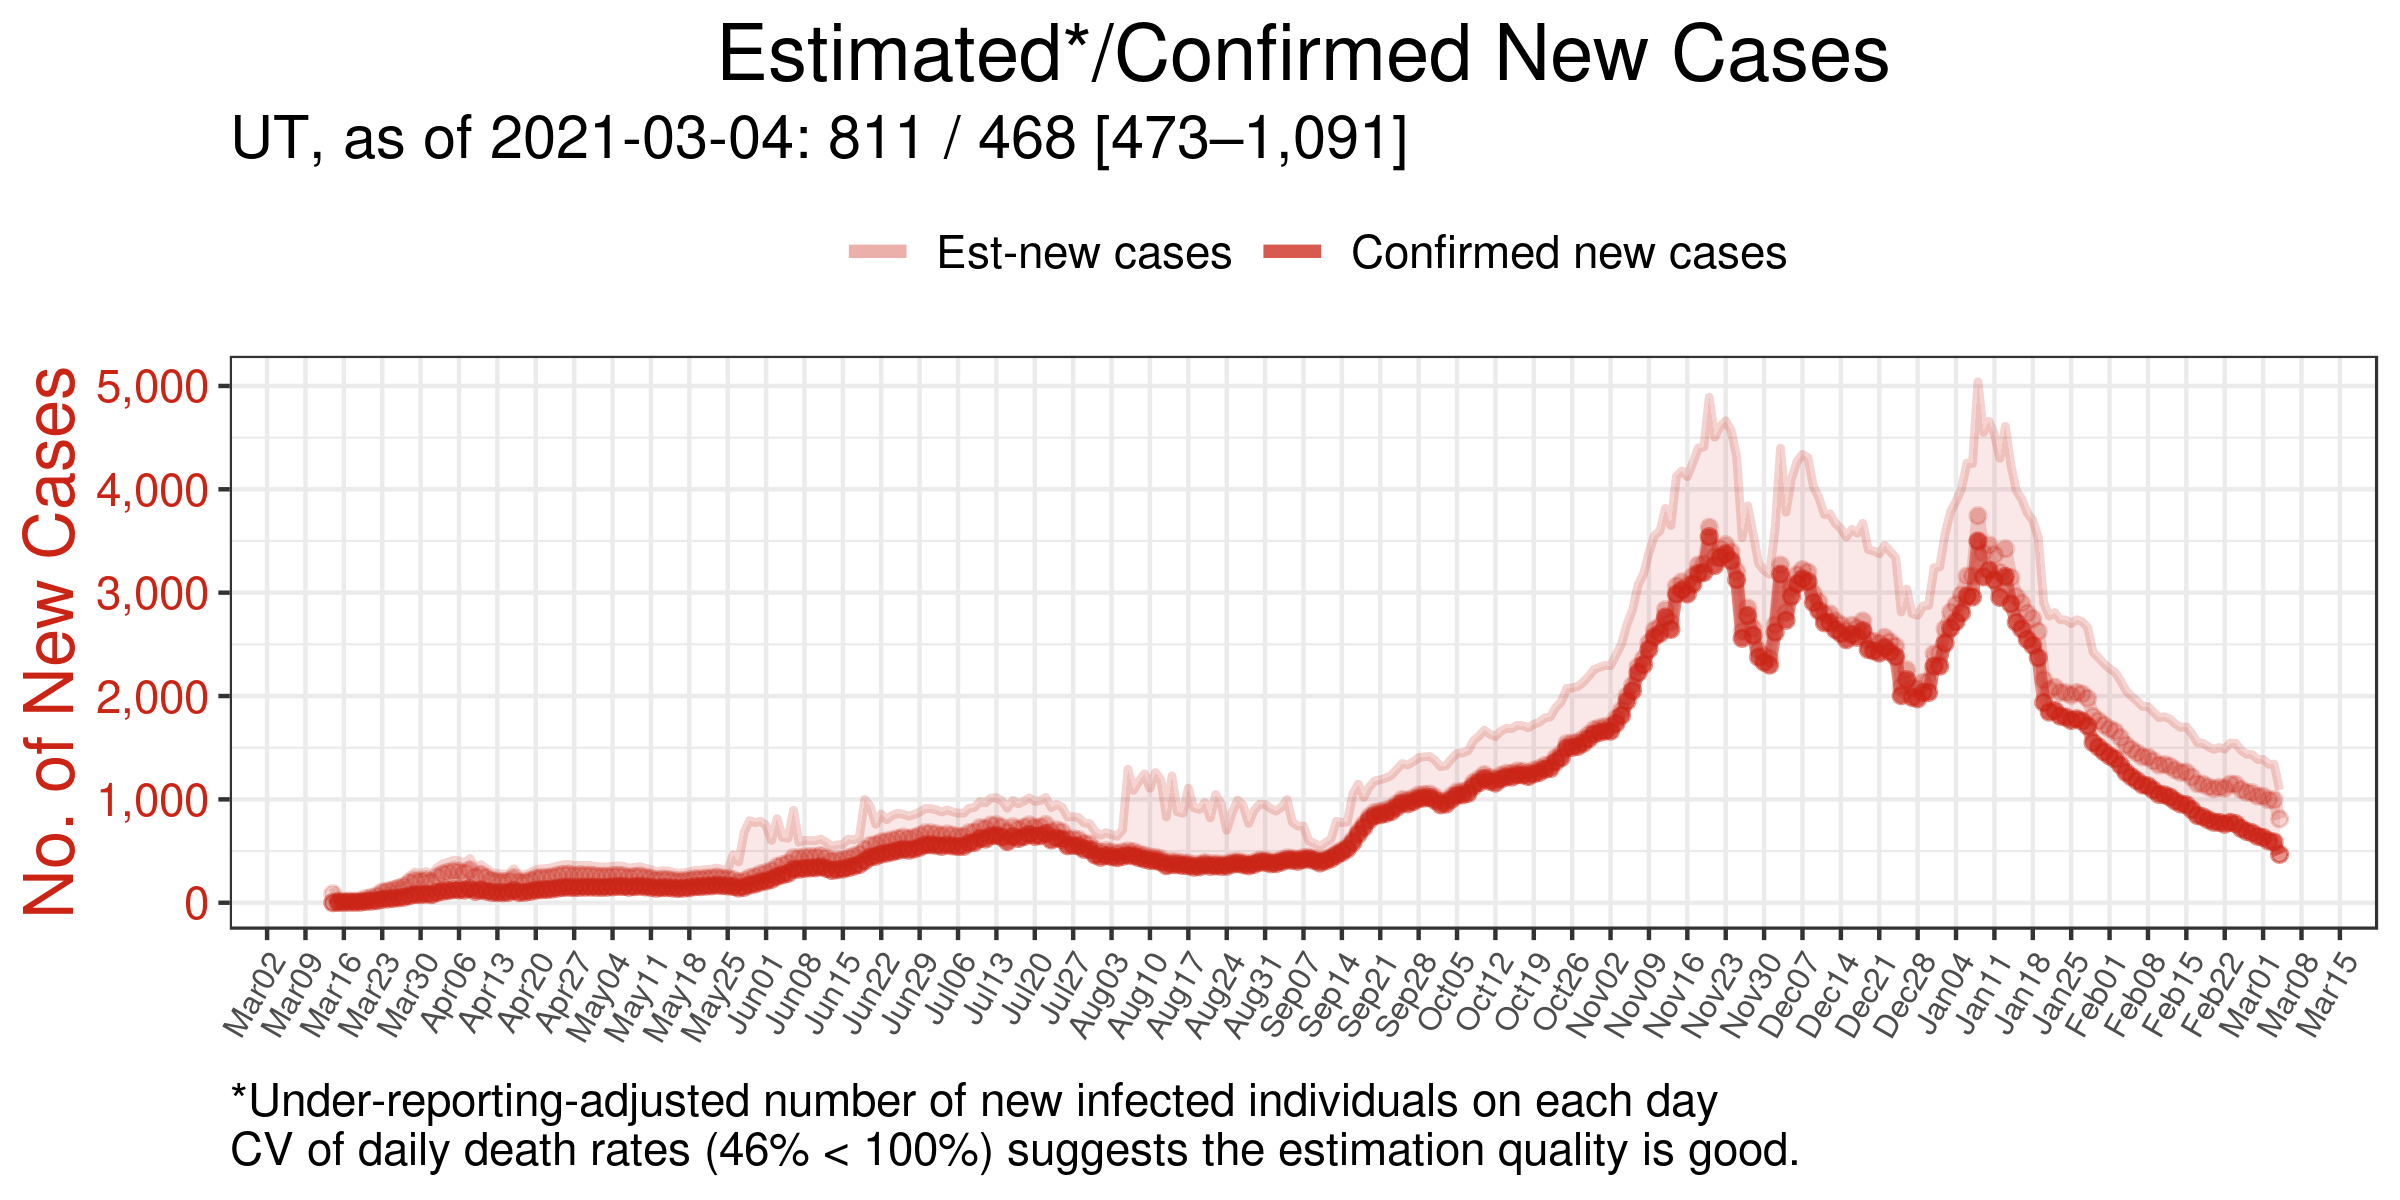 Estimated*/Confirmed New Cases
UT, as of 2021-03-04: 811 / 468 [473–1,091]
Est-new cases
Confirmed new cases
No. of New Cases
5,000
4,000
3,000
2,000
1,000
0
Mar02
Mar09
Mar16
Mar23
Mar30
Apr06
Apr13
Apr20
Apr27
May04
May11
May18
May25
Jun01
Jun08
Jun15
Jun22
Jun29
Jul06
Jul13
Jul20
Jul27
Aug03
Aug10
Aug17
Aug24
Aug31
Sep07
Sep14
Sep21
Sep28
Oct05
Oct12
Oct19
Oct26
Nov02
Nov09
Nov16
Nov23
Nov30
Dec07
Dec14
Dec21
Dec28
Jan04
Jan11
Jan18
Jan25
Feb01
Feb08
Feb15
Feb22
Mar01
Mar08
Mar15
*Under-reporting-adjusted number of new infected individuals on each day
CV of daily death rates (46% < 100%) suggests the estimation quality is good.